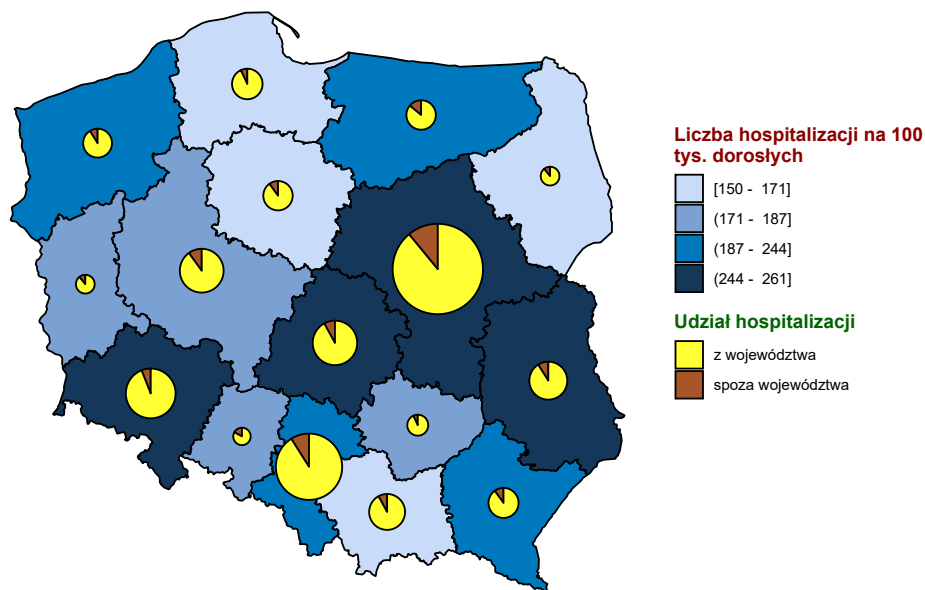 Liczba hospitalizacji na 100
tys. dorosłych
[150 - 171]
(171 - 187]
(187 - 244]
(244 - 261]
Udział hospitalizacji
z województwa
spoza województwa